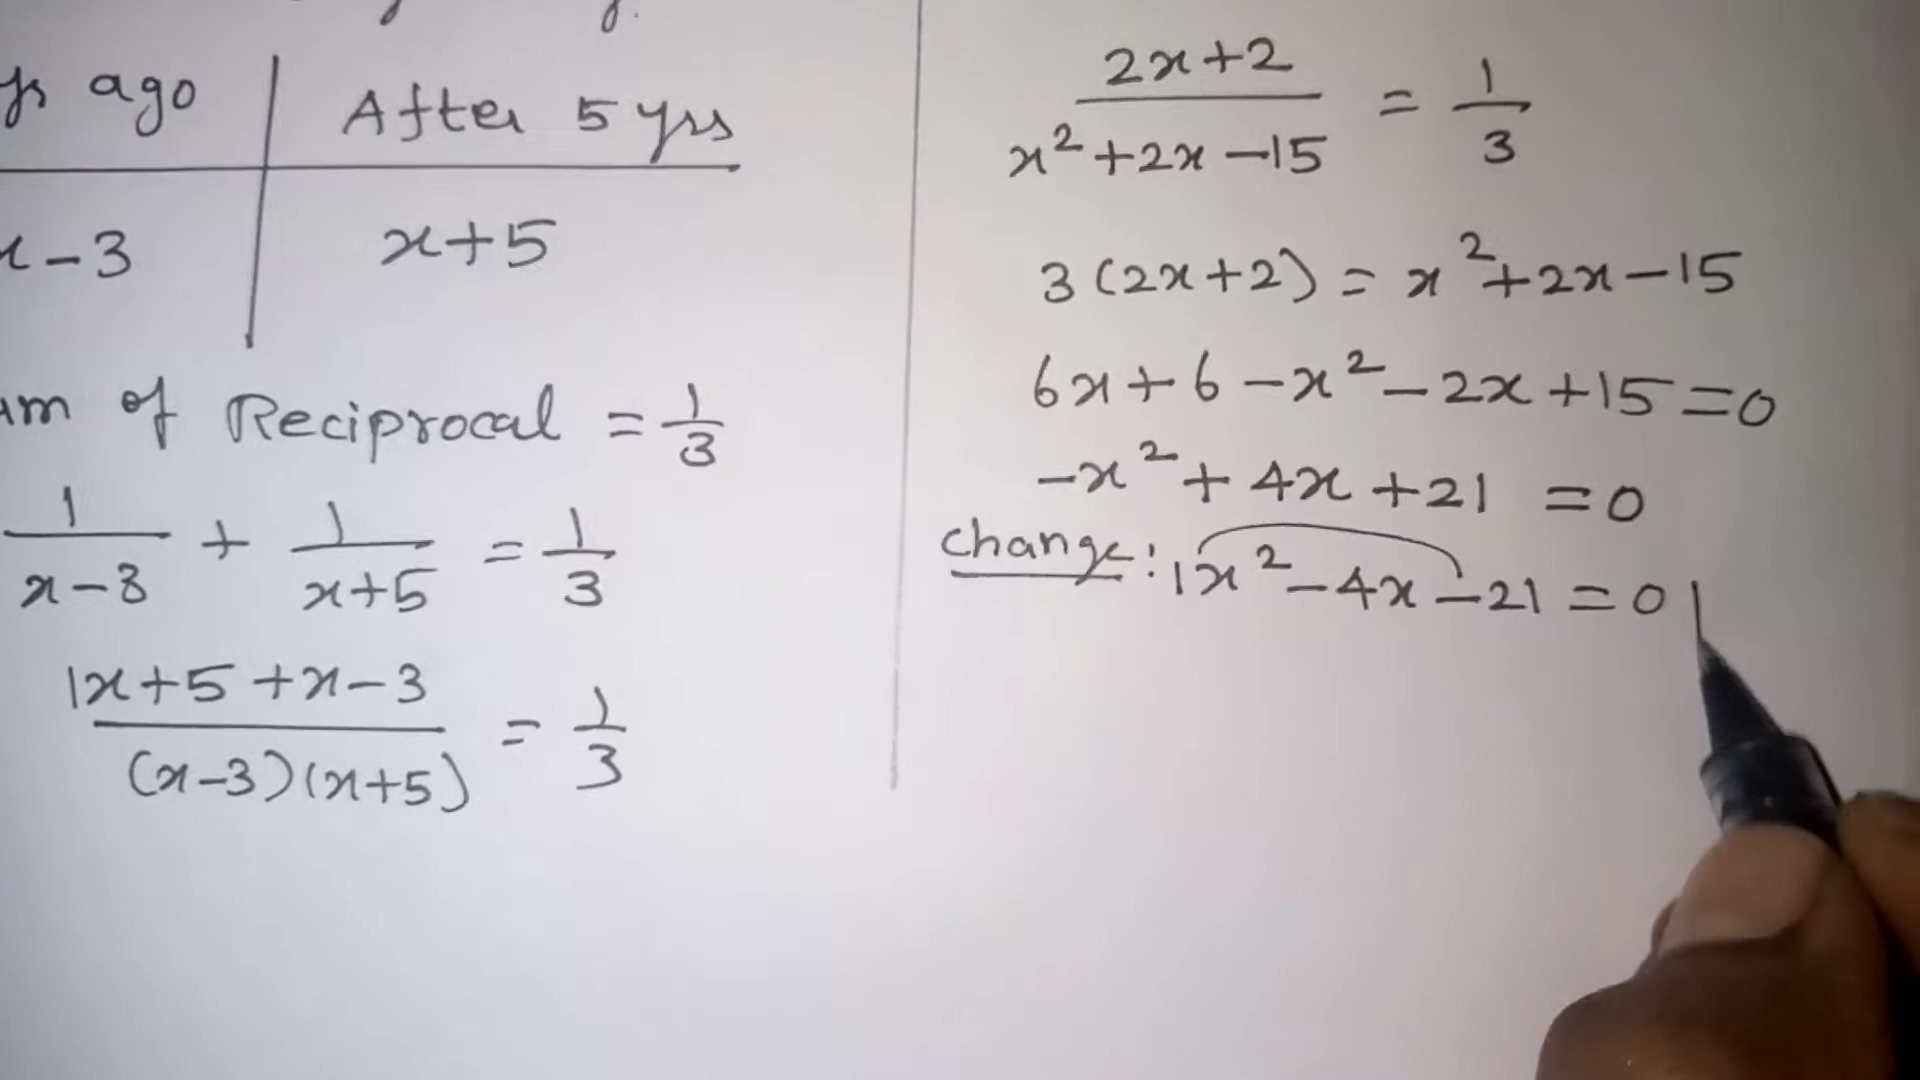 ago | After 5 yrs
x-3 | x+5
of Reciprocal = 1/3
1/(x-3) + 1/(x+5) = 1/3
1x+5+x-3/(x-3)(x+5) = 1/3
2x+2/x²+2x-15 = 1/3
3(2x+2) = x²+2x-15
6x+6-x²-2x+15=0
-x²+4x+21=0
Change: 1x²-4x-21=0